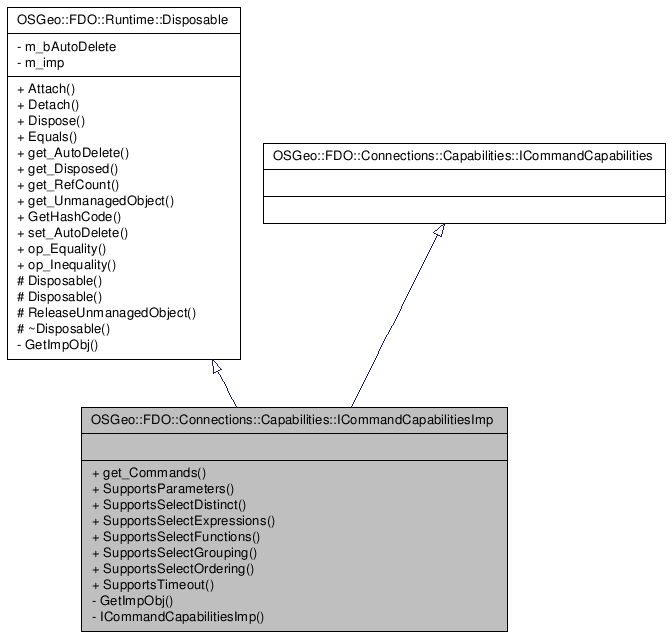 OSGeo::FDO::Runtime::Disposable
- m_bAutoDelete
- m_imp
+ Attach()
+ Detach()
+ Dispose()
+ Equals()
+ get_AutoDelete()
+ get_Disposed()
+ get_RefCount()
+ get_UnmanagedObject()
+ GetHashCode()
+ set_AutoDelete()
+ op_Equality()
+ op_Inequality()
# Disposable()
# Disposable()
# ReleaseUnmanagedObject()
# ~Disposable()
- GetImpObj()
OSGeo::FDO::Connections::Capabilities::ICommandCapabilities
OSGeo::FDO::Connections::Capabilities::ICommandCapabilitiesImp
+ get_Commands()
+ SupportsParameters()
+ SupportsSelectDistinct()
+ SupportsSelectExpressions()
+ SupportsSelectFunctions()
+ SupportsSelectGrouping()
+ SupportsSelectOrdering()
+ SupportsTimeout()
- GetImpObj()
- ICommandCapabilitiesImp()